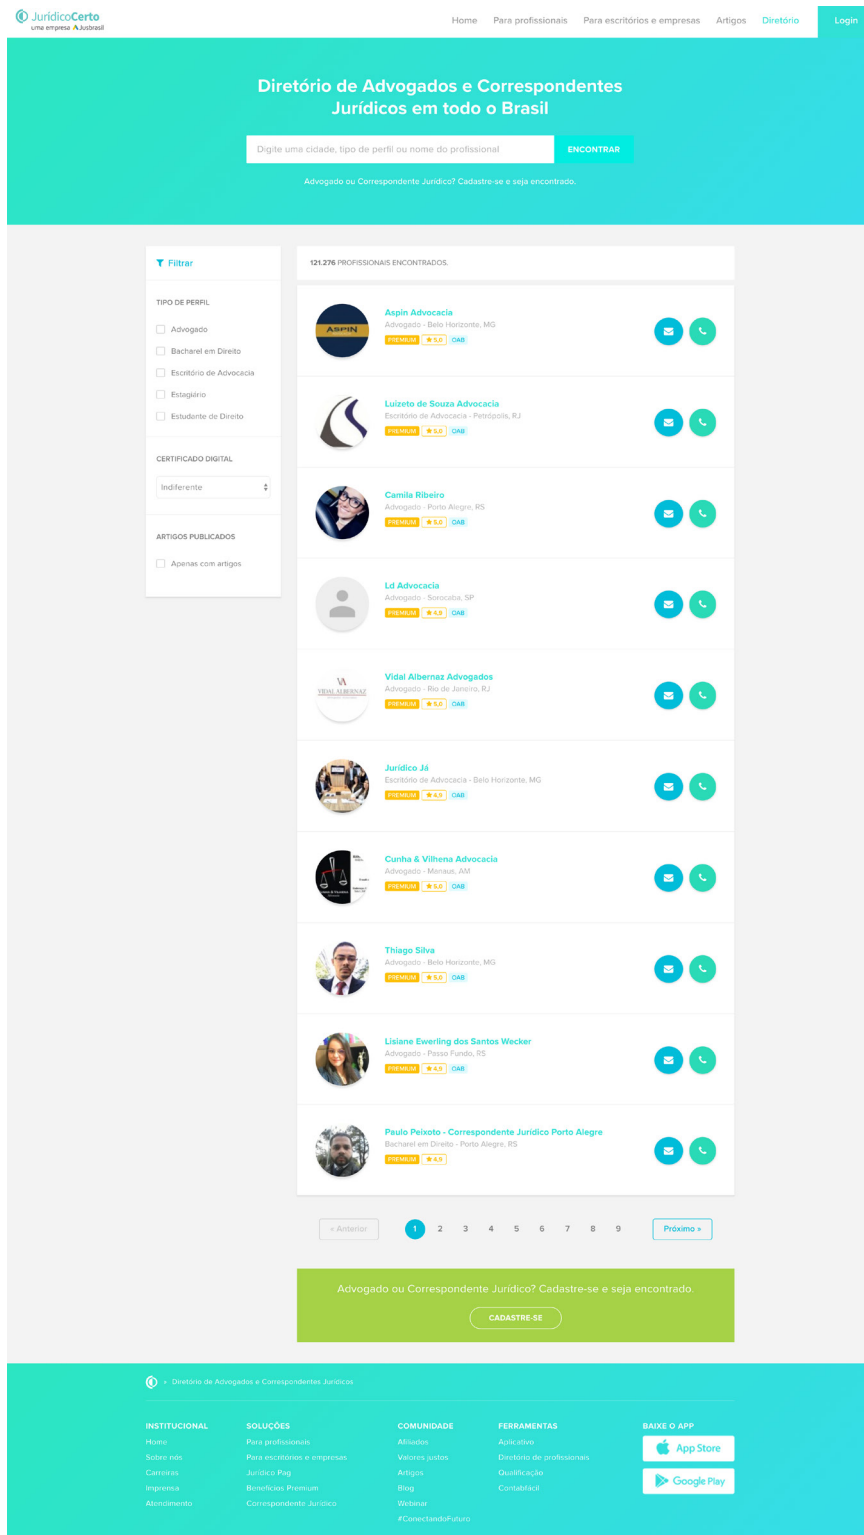 JurídicoCerto
uma empresa Jusbrasil
Home Para profissionais Para escritórios e empresas Artigos Diretório Login
Diretório de Advogados e Correspondentes
Jurídicos em todo o Brasil
Digite uma cidade, tipo de perfil ou nome do profissional ENCONTRAR
Advogado ou Correspondente Jurídico? Cadastre-se e seja encontrado.
Filtrar
TIPO DE PERFIL
Advogado
Bacharel em Direito
Escritório de Advocacia
Estagiário
Estudante de Direito
CERTIFICADO DIGITAL
Indiferente
ARTIGOS PUBLICADOS
Apenas com artigos
121.276 PROFISSIONAIS ENCONTRADOS.
ASPIN
Aspin Advocacia
Advogado - Belo Horizonte, MG
PREMIUM ★ 5,0 OAB
Luizeto de Souza Advocacia
Escritório de Advocacia - Petrópolis, RJ
PREMIUM ★ 5,0 OAB
Camila Ribeiro
Advogado - Porto Alegre, RS
PREMIUM ★ 5,0 OAB
Ld Advocacia
Advogado - Sorocaba, SP
PREMIUM ★ 4,9 OAB
VIDAL ALBERNAZ
Vidal Albernaz Advogados
Advogado - Rio de Janeiro, RJ
PREMIUM ★ 5,0 OAB
Jurídico Já
Escritório de Advocacia - Belo Horizonte, MG
PREMIUM ★ 4,9 OAB
Cunha & Vilhena Advocacia
Advogado - Manaus, AM
PREMIUM ★ 5,0 OAB
Thiago Silva
Advogado - Belo Horizonte, MG
PREMIUM ★ 5,0 OAB
Lisiane Ewerling dos Santos Wecker
Advogado - Passo Fundo, RS
PREMIUM ★ 4,9 OAB
Paulo Peixoto - Correspondente Jurídico Porto Alegre
Bacharel em Direito - Porto Alegre, RS
PREMIUM ★ 4,9
« Anterior 1 2 3 4 5 6 7 8 9 Próximo »
Advogado ou Correspondente Jurídico? Cadastre-se e seja encontrado.
CADASTRE-SE
» Diretório de Advogados e Correspondentes Jurídicos
INSTITUCIONAL
Home
Sobre nós
Carreiras
Imprensa
Atendimento
SOLUÇÕES
Para profissionais
Para escritórios e empresas
Jurídico Pag
Benefícios Premium
Correspondente Jurídico
COMUNIDADE
Afiliados
Valores justos
Artigos
Blog
Webinar
#ConectandoFuturo
FERRAMENTAS
Aplicativo
Diretório de profissionais
Qualificação
Contabfácil
BAIXE O APP
App Store
Google Play